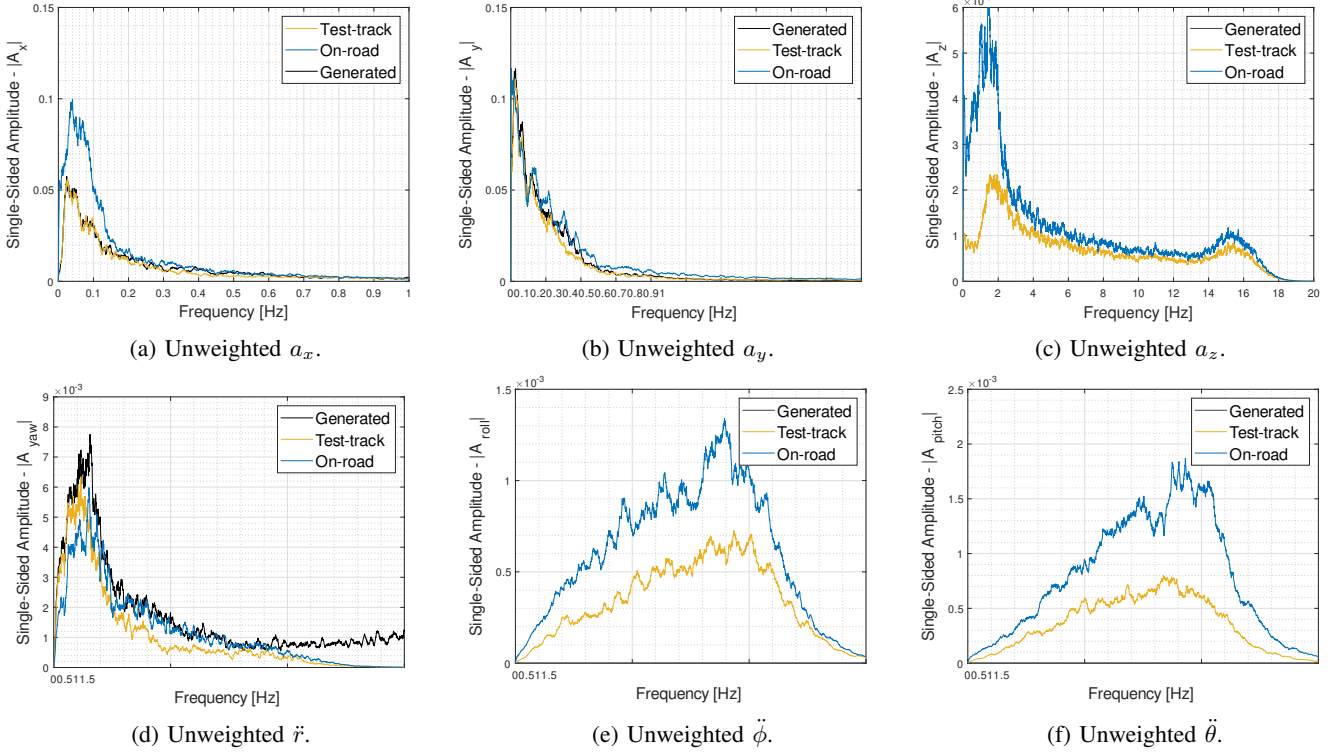 0.15
0.1
0.05
0
Single-Sided Amplitude - |A_x|
Test-track
On-road
Generated
0 0.1 0.2 0.3 0.4 0.5 0.6 0.7 0.8 0.9 1
Frequency [Hz]
(a) Unweighted a_x.
0.15
0.1
0.05
0
Single-Sided Amplitude - |A_y|
Generated
Test-track
On-road
00.10.20.30.40.50.60.70.80.91
Frequency [Hz]
(b) Unweighted a_y.
6
4
2
0
Single-Sided Amplitude - |A_z|
Generated
Test-track
On-road
0 2 4 6 8 10 12 14 16 18 20
Frequency [Hz]
(c) Unweighted a_z.
×10^-3
9
8
7
6
5
4
3
2
1
0
Single-Sided Amplitude - |A_yaw|
Generated
Test-track
On-road
00.511.5
Frequency [Hz]
(d) Unweighted r̈.
×10^-3
1.5
1
0.5
0
Single-Sided Amplitude - |A_roll|
Generated
Test-track
On-road
00.511.5
Frequency [Hz]
(e) Unweighted ϕ̈.
×10^-3
2.5
2
1.5
1
0.5
0
Single-Sided Amplitude - |A_pitch|
Generated
Test-track
On-road
00.511.5
Frequency [Hz]
(f) Unweighted θ̈.